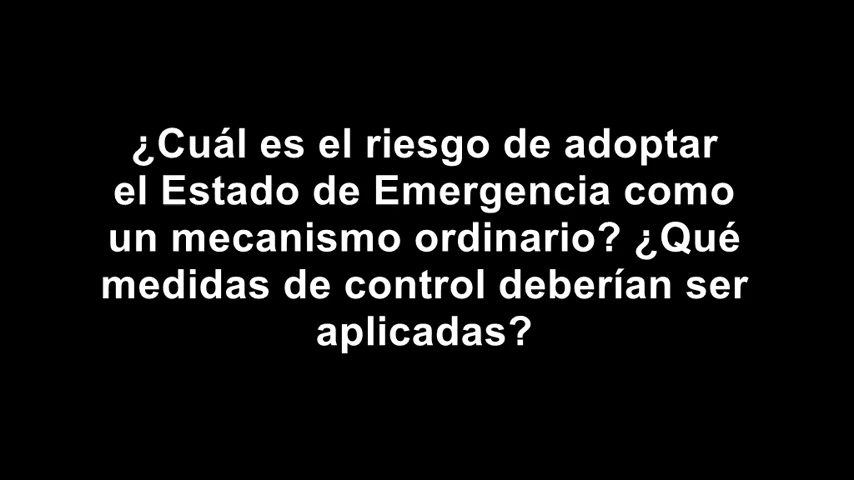 ¿Cuál es el riesgo de adoptar
el Estado de Emergencia como
un mecanismo ordinario? ¿Qué
medidas de control deberían ser
aplicadas?